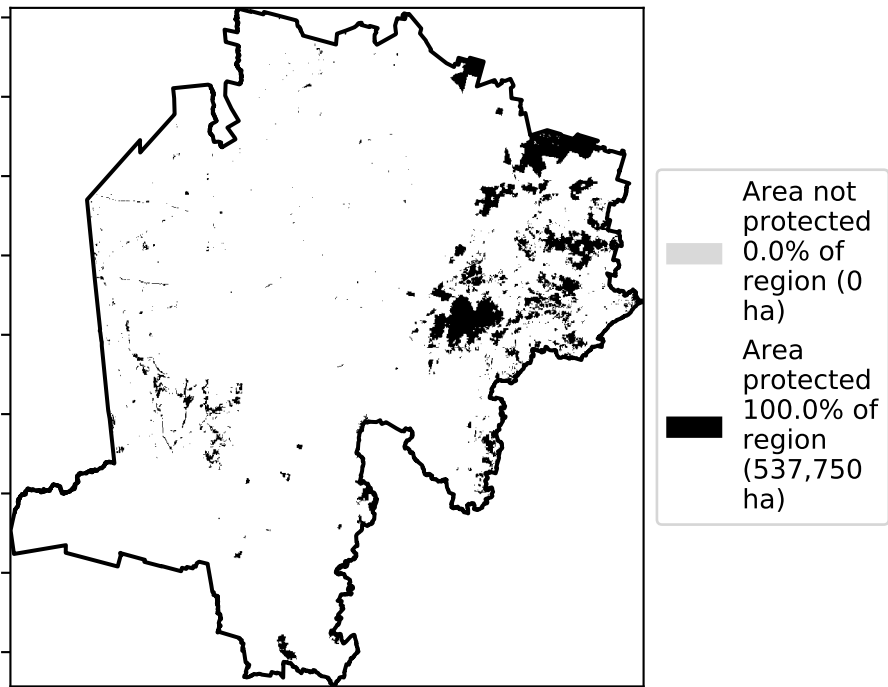 Area not
protected
0.0% of
region (0
ha)
Area
protected
100.0% of
region
(537,750
ha)